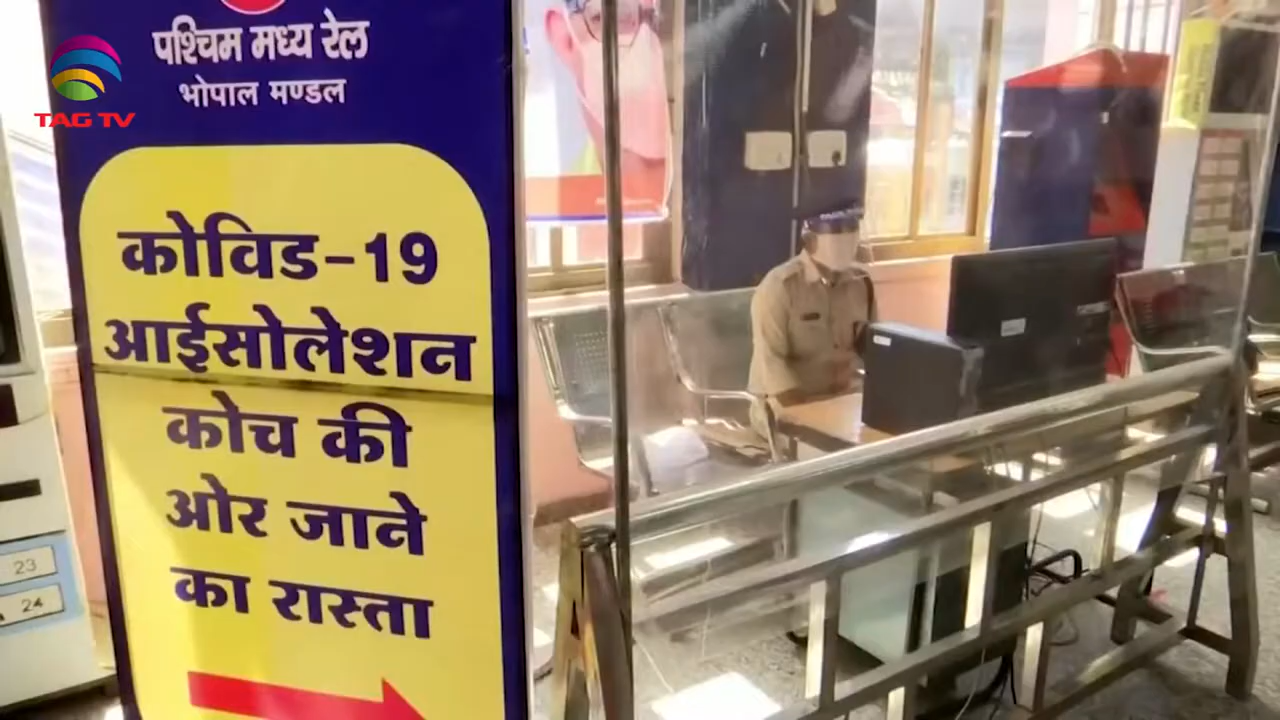 पश्चिम मध्य रेल
भोपाल मण्डल
TAG TV
कोविड-19
आईसोलेशन
कोच की
ओर जाने
का रास्ता
23
24